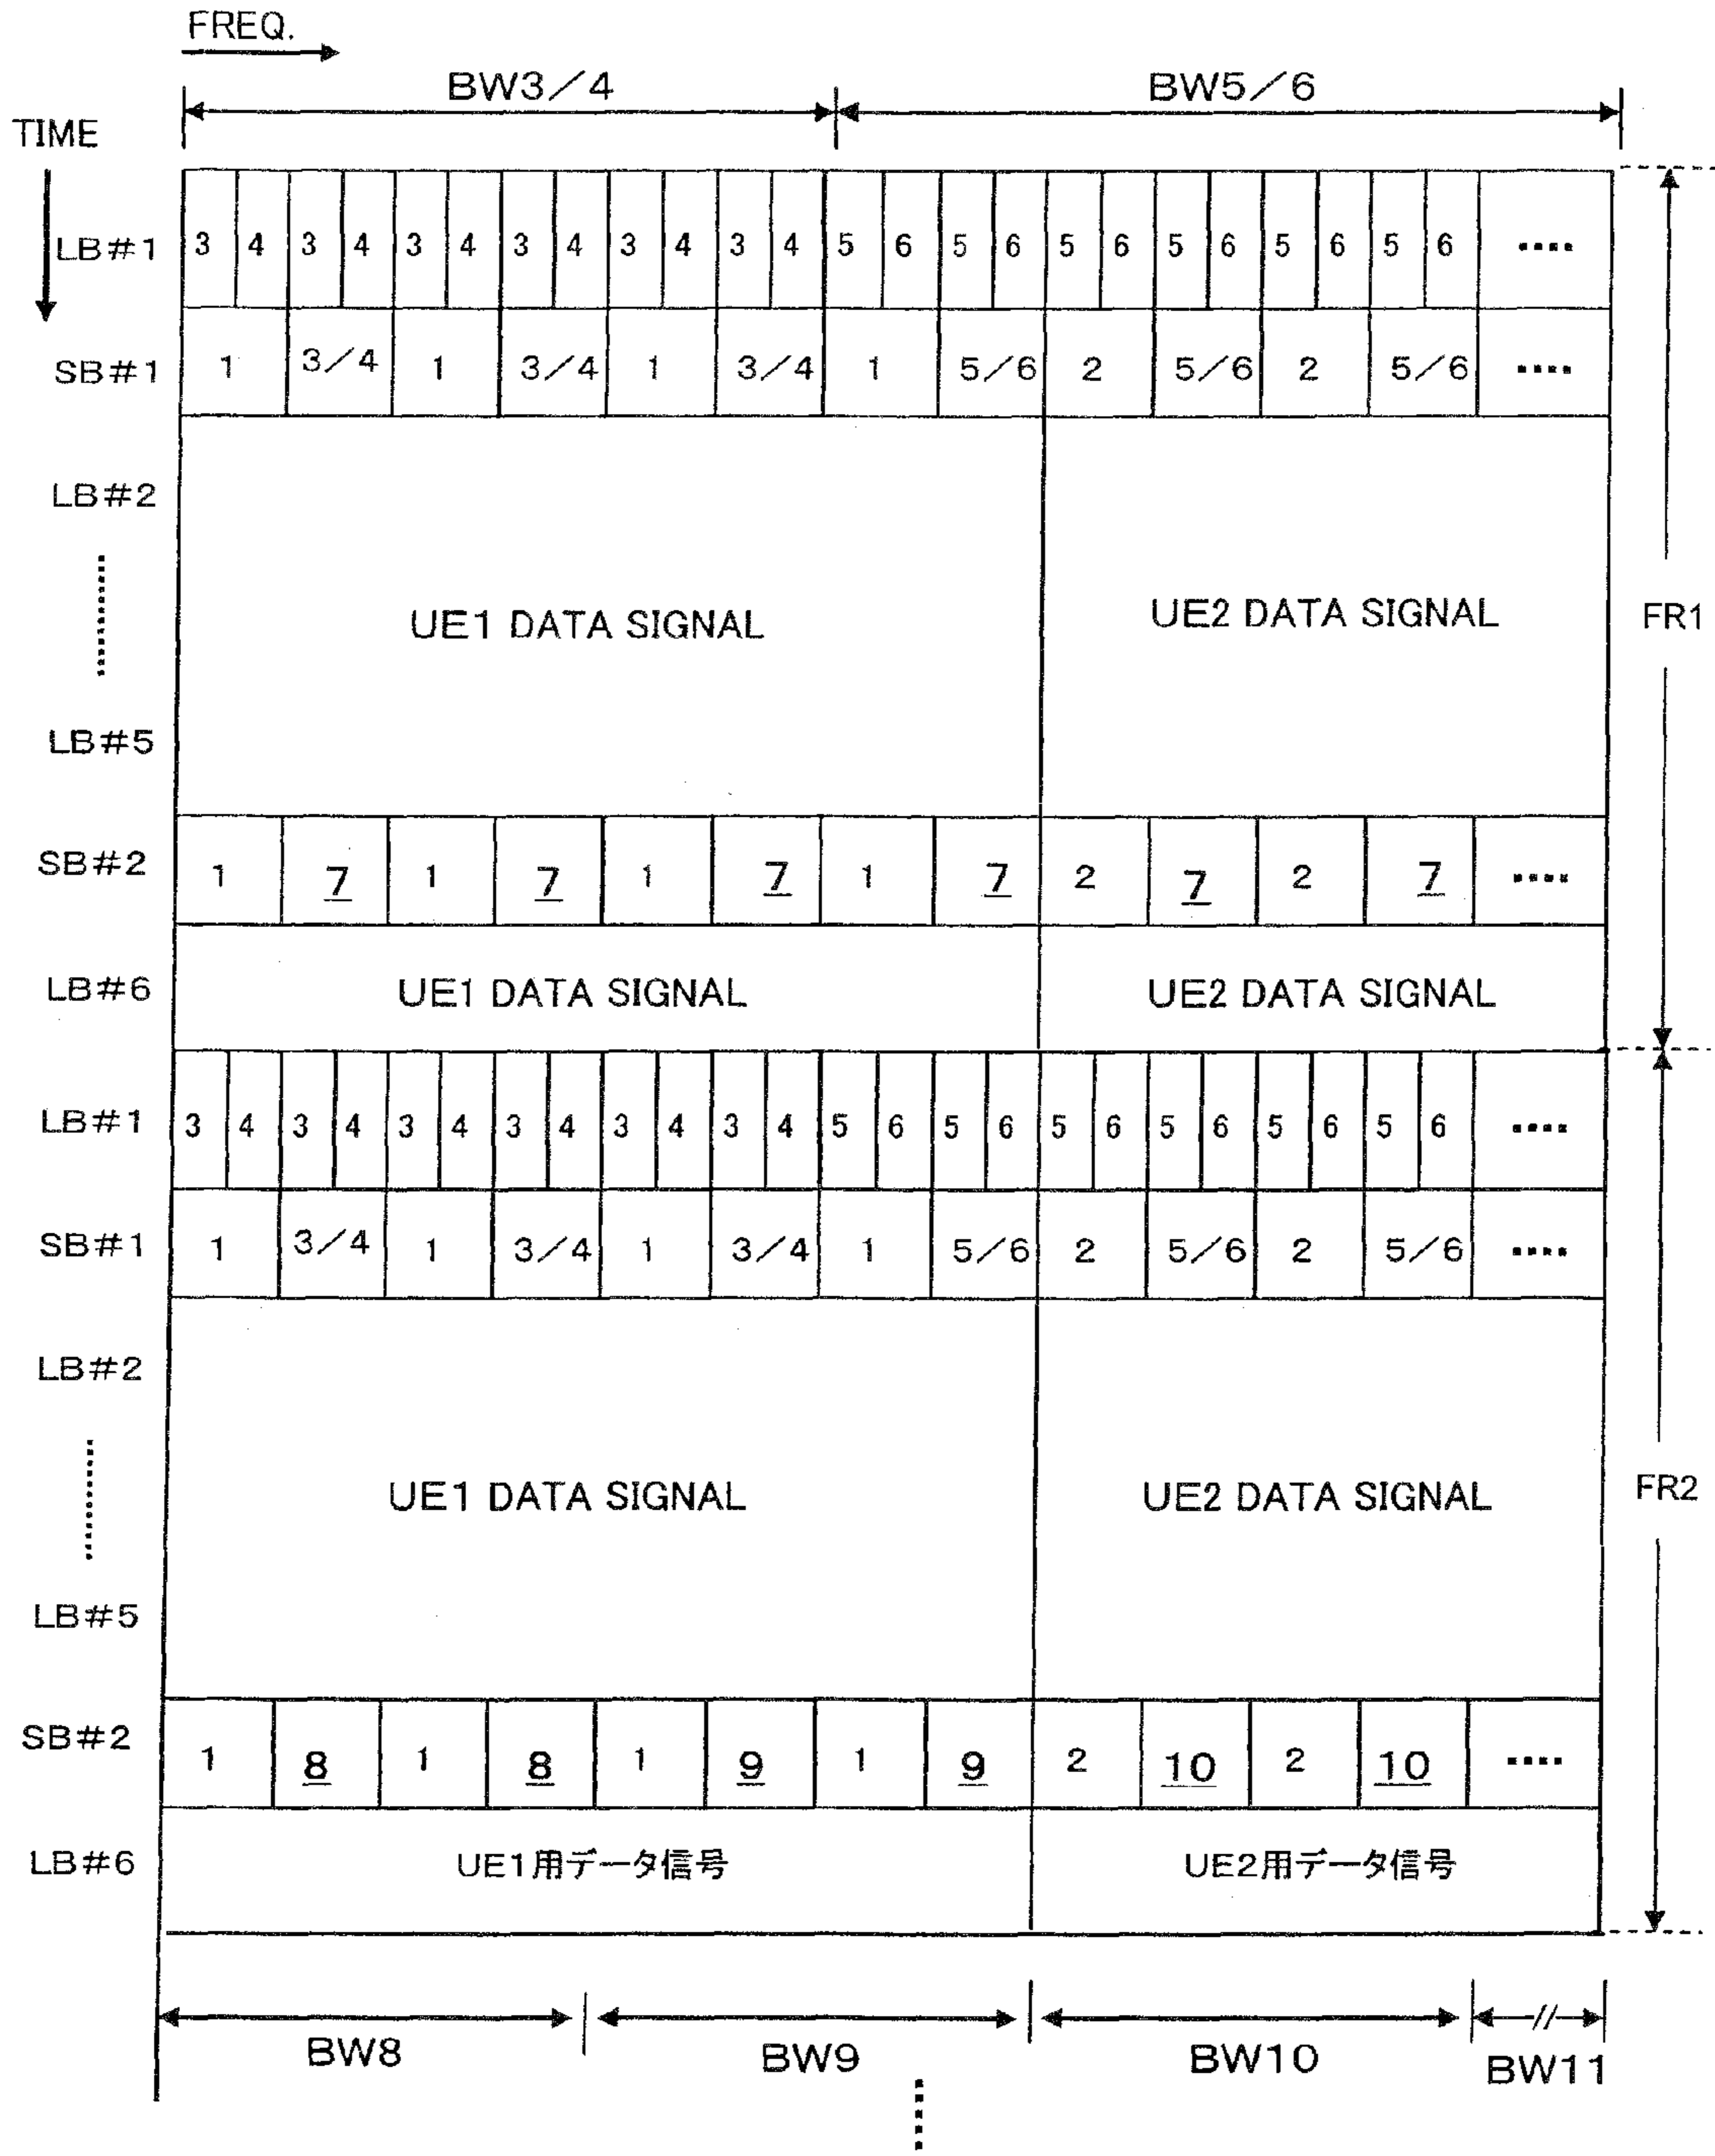 FREQ.
BW3/4 BW5/6
TIME
LB#1 3 4 3 4 3 4 3 4 3 4 3 4 5 6 5 6 5 6 5 6 5 6 5 6 ....
SB#1 1 3/4 1 3/4 1 3/4 1 5/6 2 5/6 2 5/6 ....
LB#2
UE1 DATA SIGNAL UE2 DATA SIGNAL FR1
LB#5
SB#2 1 7 1 7 1 7 1 7 2 7 2 7 ....
LB#6 UE1 DATA SIGNAL UE2 DATA SIGNAL
LB#1 3 4 3 4 3 4 3 4 3 4 3 4 5 6 5 6 5 6 5 6 5 6 5 6 ....
SB#1 1 3/4 1 3/4 1 3/4 1 5/6 2 5/6 2 5/6 ....
LB#2
UE1 DATA SIGNAL UE2 DATA SIGNAL FR2
LB#5
SB#2 1 8 1 8 1 9 1 9 2 10 2 10 ....
LB#6 UE1用データ信号 UE2用データ信号
BW8 BW9 BW10 BW11